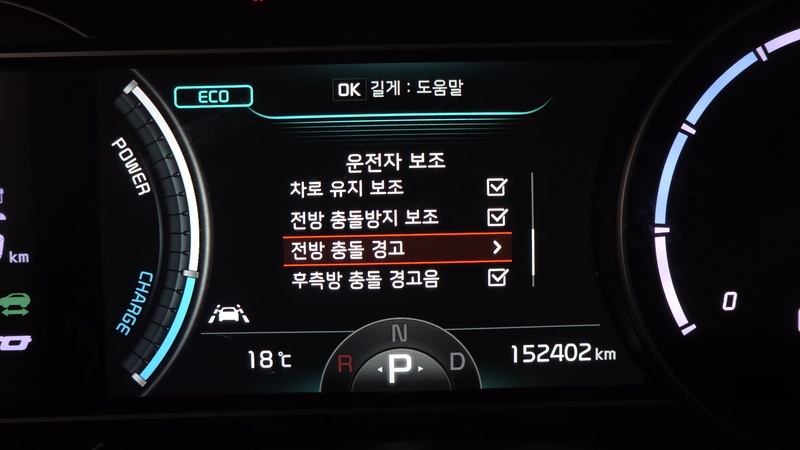 ECO
OK 길게 : 도움말
운전자 보조
차로 유지 보조
전방 충돌방지 보조
전방 충돌 경고
후측방 충돌 경고음
POWER
CHARGE
km
0
N
R P D
18℃
152402 km